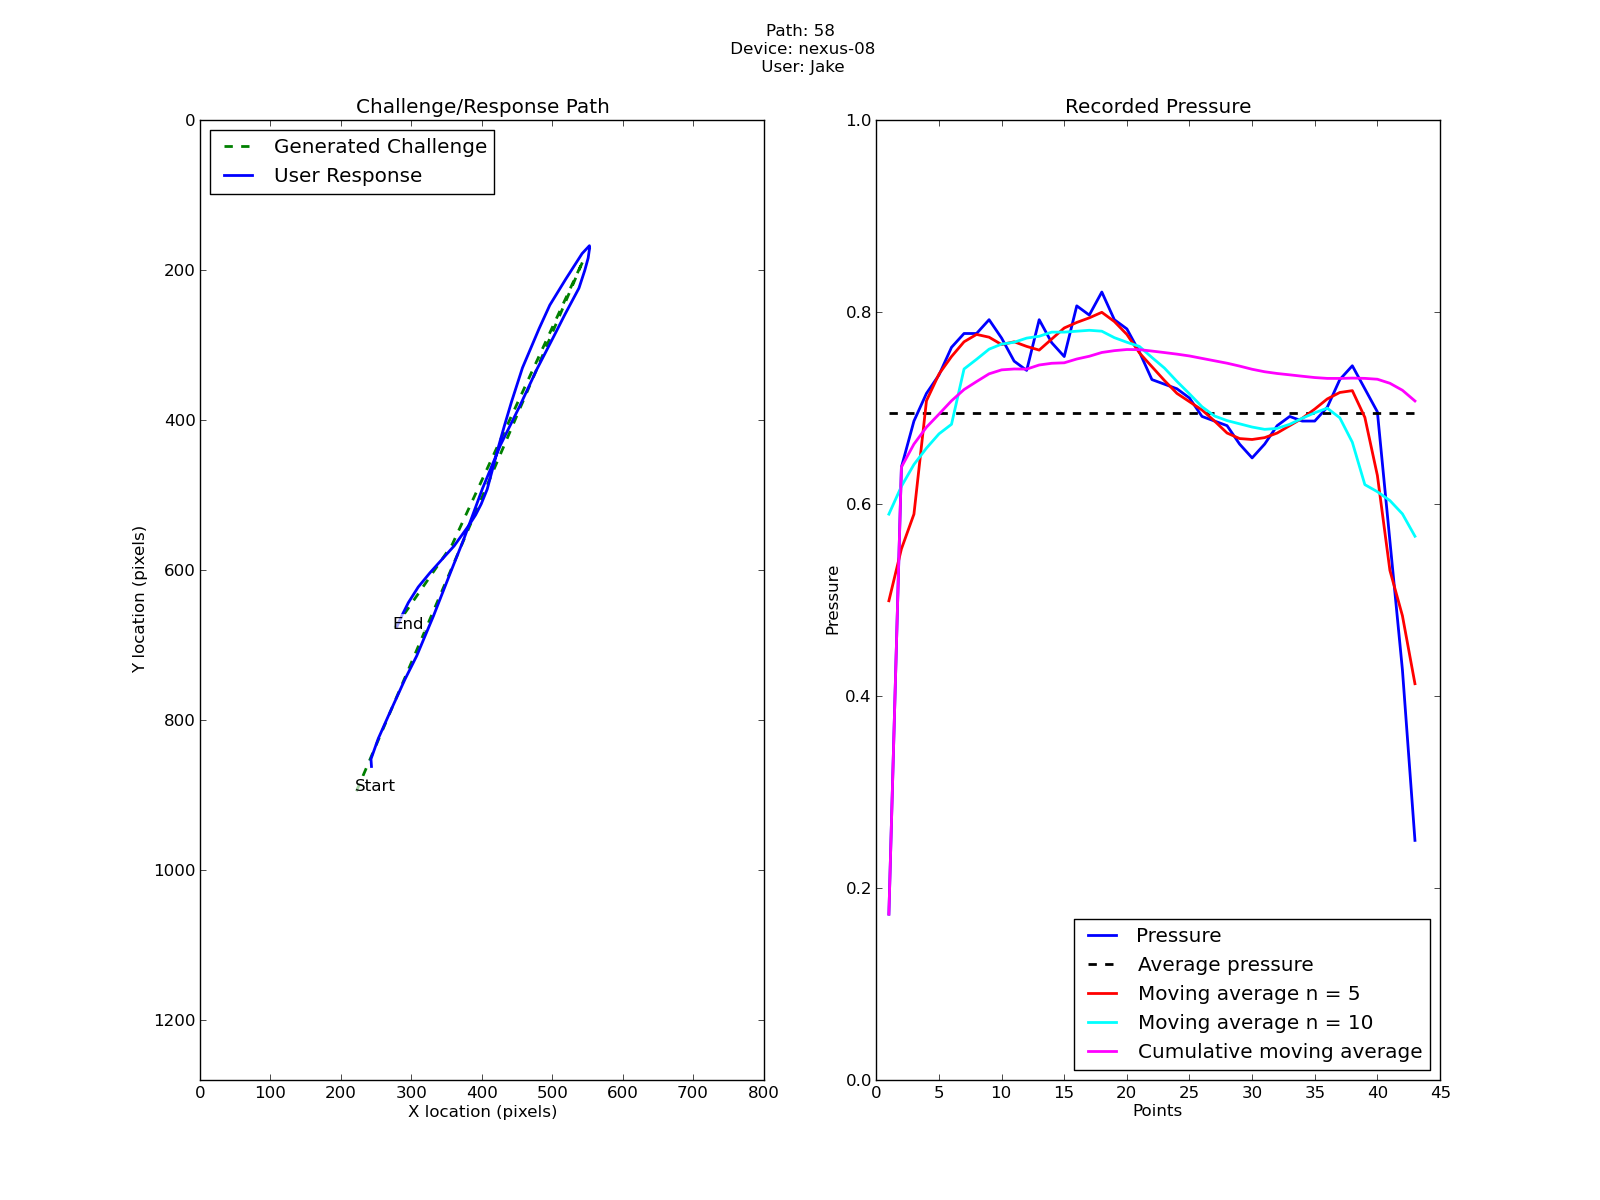 Path: 58
Device: nexus-08
User: Jake
Challenge/Response Path
Generated Challenge
User Response
0
200
400
600
800
1000
1200
Y location (pixels)
End
Start
0 100 200 300 400 500 600 700 800
X location (pixels)
Recorded Pressure
1.0
0.8
0.6
0.4
0.2
0.0
Pressure
Pressure
Average pressure
Moving average n = 5
Moving average n = 10
Cumulative moving average
0 5 10 15 20 25 30 35 40 45
Points